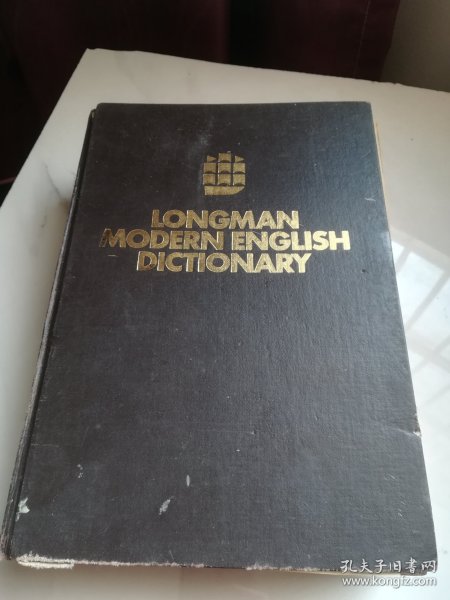 LONGMAN
MODERN ENGLISH
DICTIONARY
孔夫子旧书网
www.kongfz.com